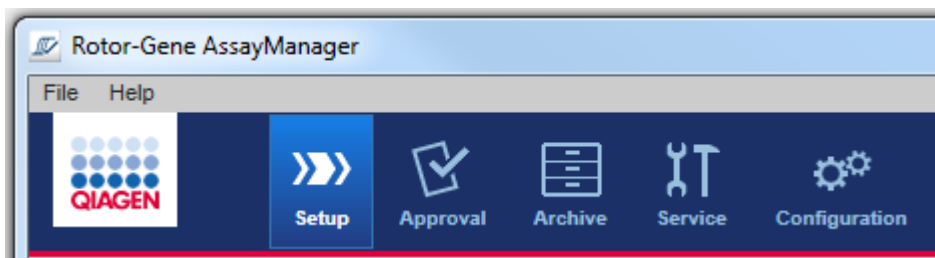 Rotor-Gene AssayManager
File Help
QIAGEN
Setup Approval Archive Service Configuration